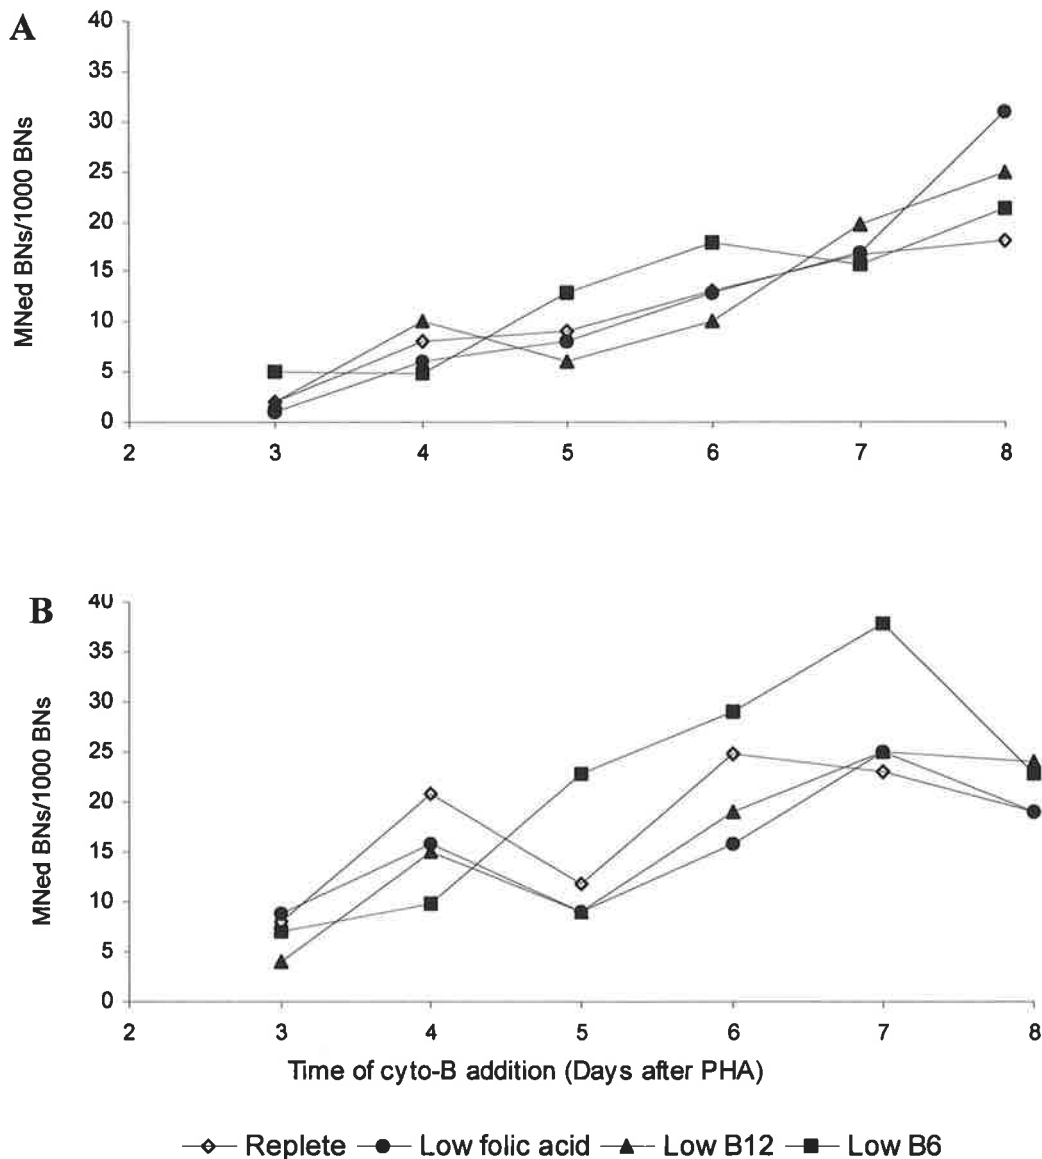 A
40
35
30
25
20
15
10
5
0
MNed BNs/1000 BNs
2 3 4 5 6 7 8
B
40
35
30
25
20
15
10
5
0
MNed BNs/1000 BNs
2 3 4 5 6 7 8
Time of cyto-B addition (Days after PHA)
Replete Low folic acid Low B12 Low B6